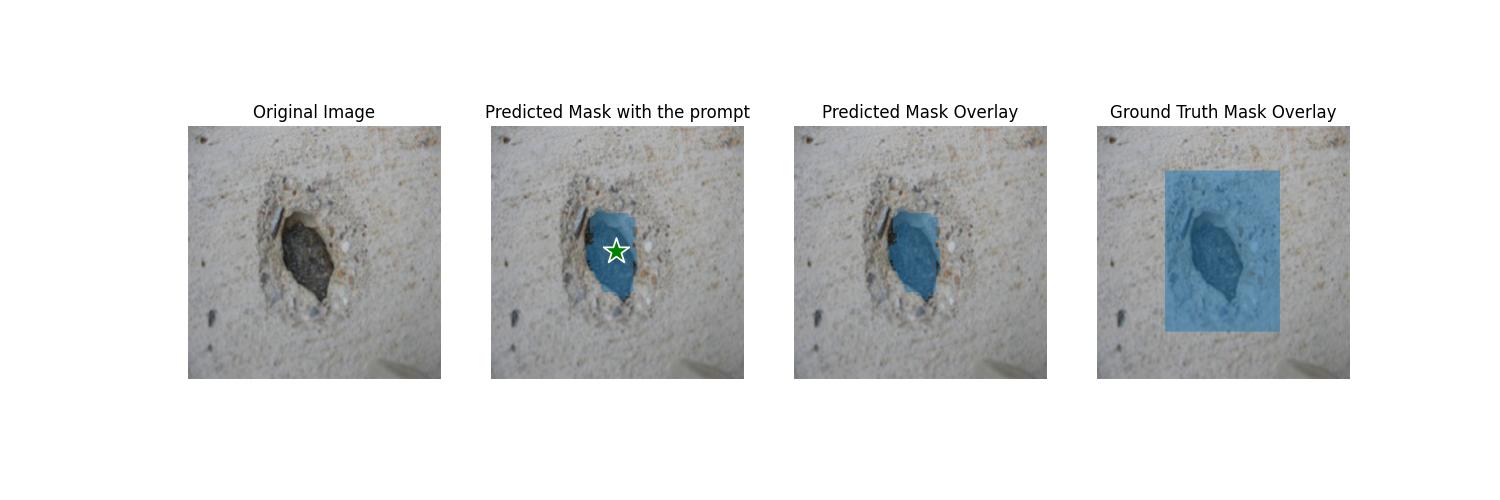 Original Image
Predicted Mask with the prompt
Predicted Mask Overlay
Ground Truth Mask Overlay